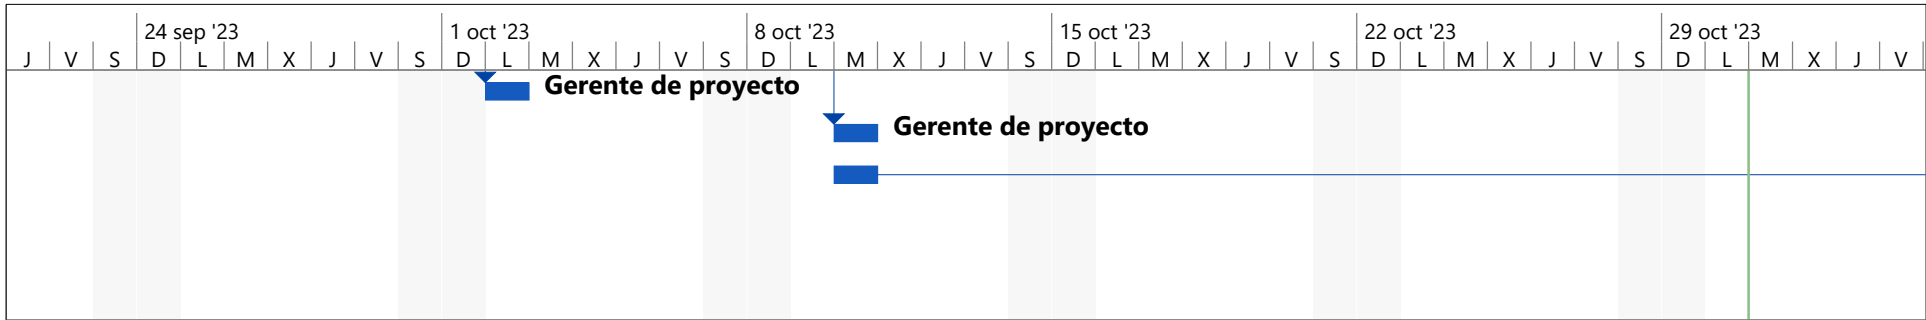 24 sep '23 1 oct '23 8 oct '23 15 oct '23 22 oct '23 29 oct '23
J V S D L M X J V S D L M X J V S D L M X J V S D L M X J V S D L M X J V S D L M X J V
Gerente de proyecto
Gerente de proyecto